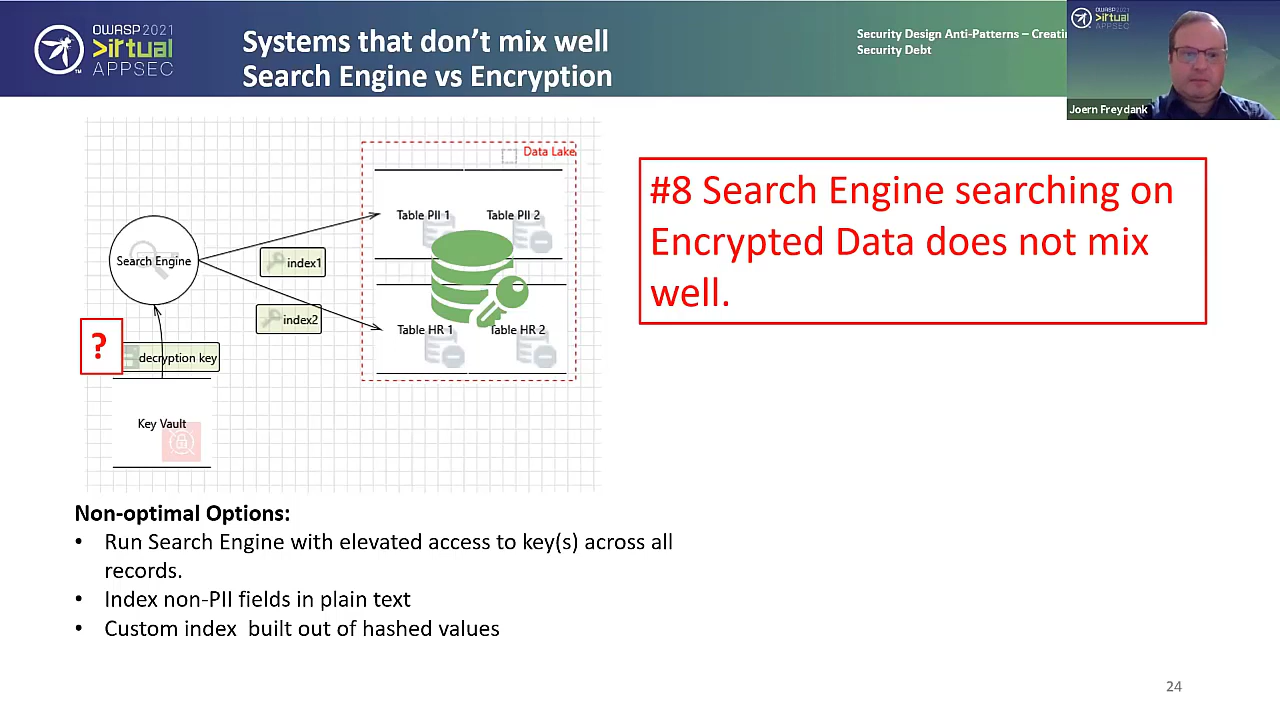 OWASP 2021
Virtual
APPSEC
Systems that don't mix well
Search Engine vs Encryption
Security Design Anti-Patterns – Creatin
Security Debt
OWASP 2021
Virtual
APPSEC
Joern Freydank
Data Lake
Table PII 1
Table PII 2
Search Engine
index1
index2
Table HR 1
Table HR 2
?
decryption key
Key Vault
#8 Search Engine searching on
Encrypted Data does not mix
well.
Non-optimal Options:
• Run Search Engine with elevated access to key(s) across all
records.
• Index non-PII fields in plain text
• Custom index  built out of hashed values
24